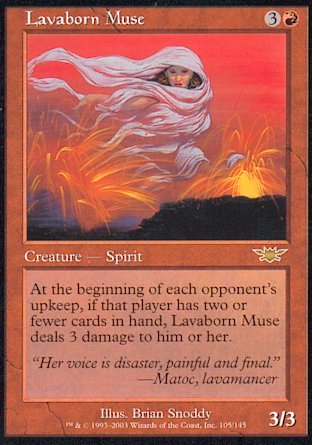 Lavaborn Muse 3
Creature — Spirit
At the beginning of each opponent's
upkeep, if that player has two or
fewer cards in hand, Lavaborn Muse
deals 3 damage to him or her.
"Her voice is disaster, painful and final."
—Matoc, lavamancer
Illus. Brian Snoddy
™ & © 1993–2003 Wizards of the Coast, Inc. 105/145
3/3